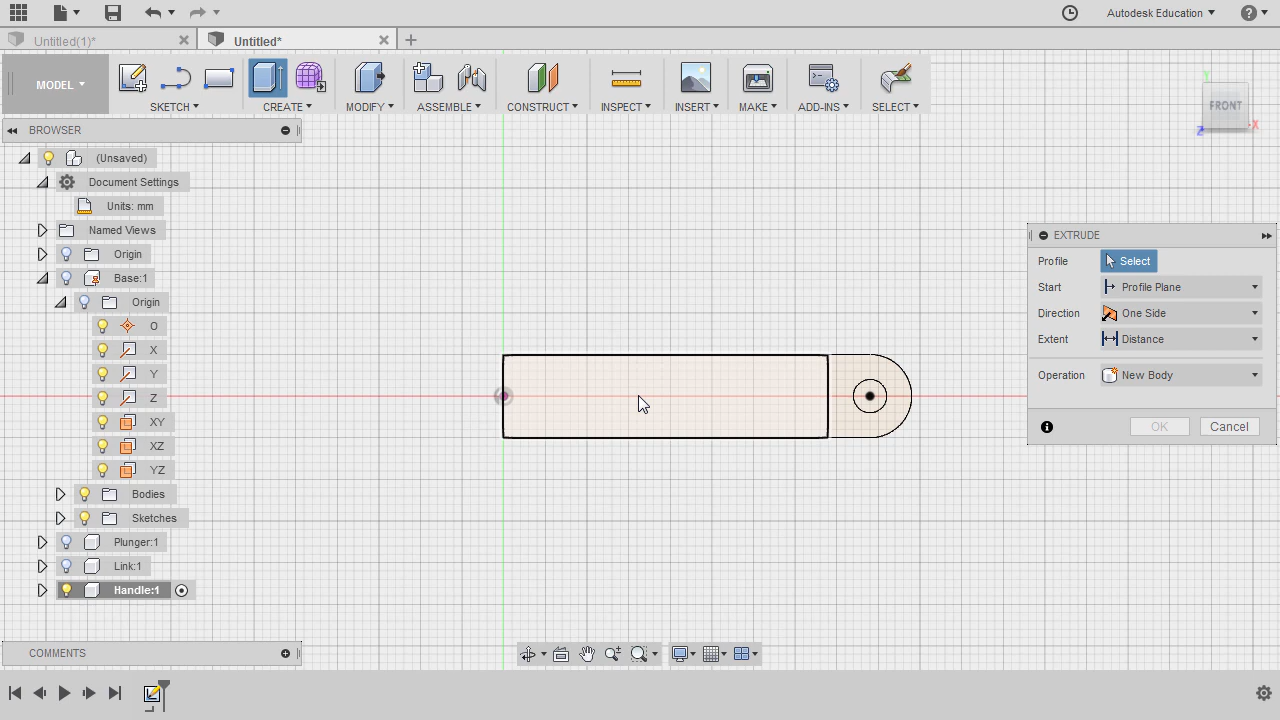 Autodesk Education
Untitled(1)*
Untitled*
MODEL
SKETCH
CREATE
MODIFY
ASSEMBLE
CONSTRUCT
INSPECT
INSERT
MAKE
ADD-INS
SELECT
Y
FRONT
X
Z
BROWSER
(Unsaved)
Document Settings
Units: mm
Named Views
Origin
Base:1
Origin
O
X
Y
Z
XY
XZ
YZ
Bodies
Sketches
Plunger:1
Link:1
Handle:1
EXTRUDE
Profile Select
Start Profile Plane
Direction One Side
Extent Distance
Operation New Body
OK Cancel
COMMENTS